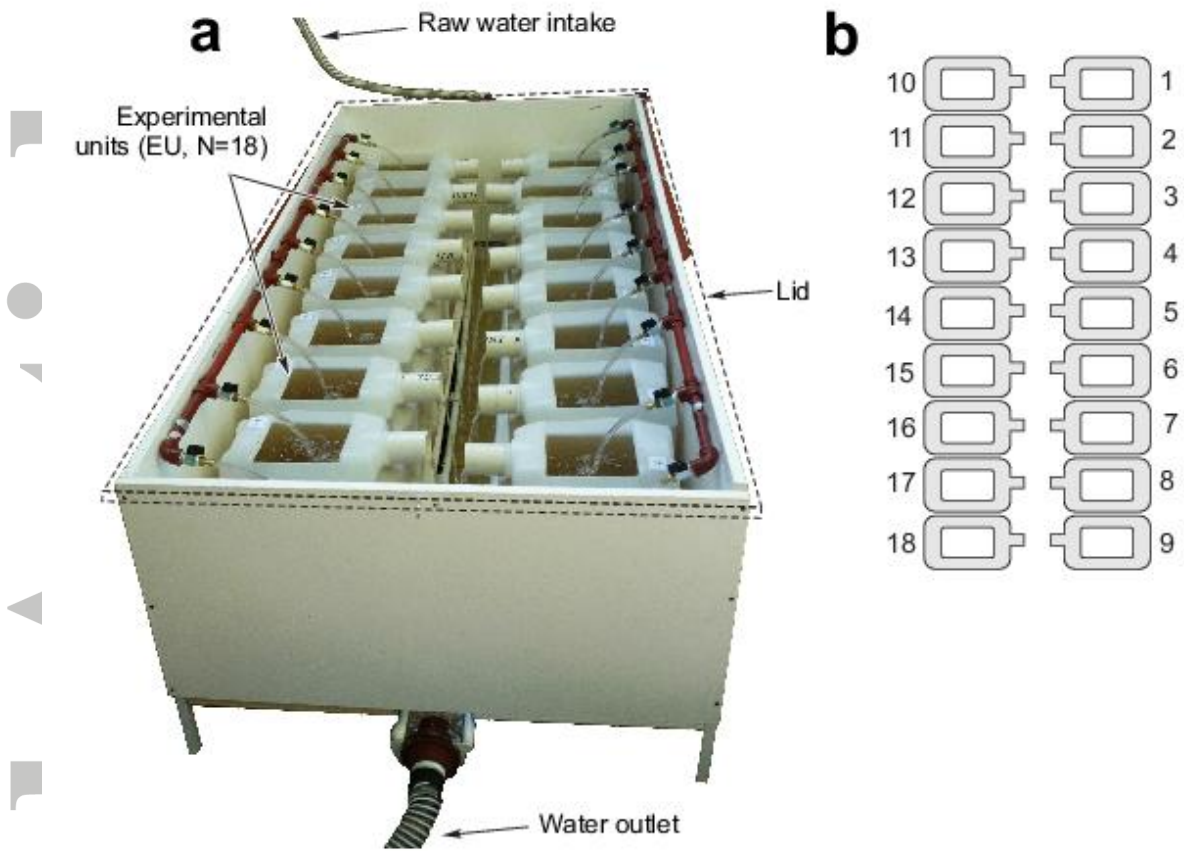 a
Raw water intake
Experimental
units (EU, N=18)
Lid
Water outlet
b
10 1
11 2
12 3
13 4
14 5
15 6
16 7
17 8
18 9